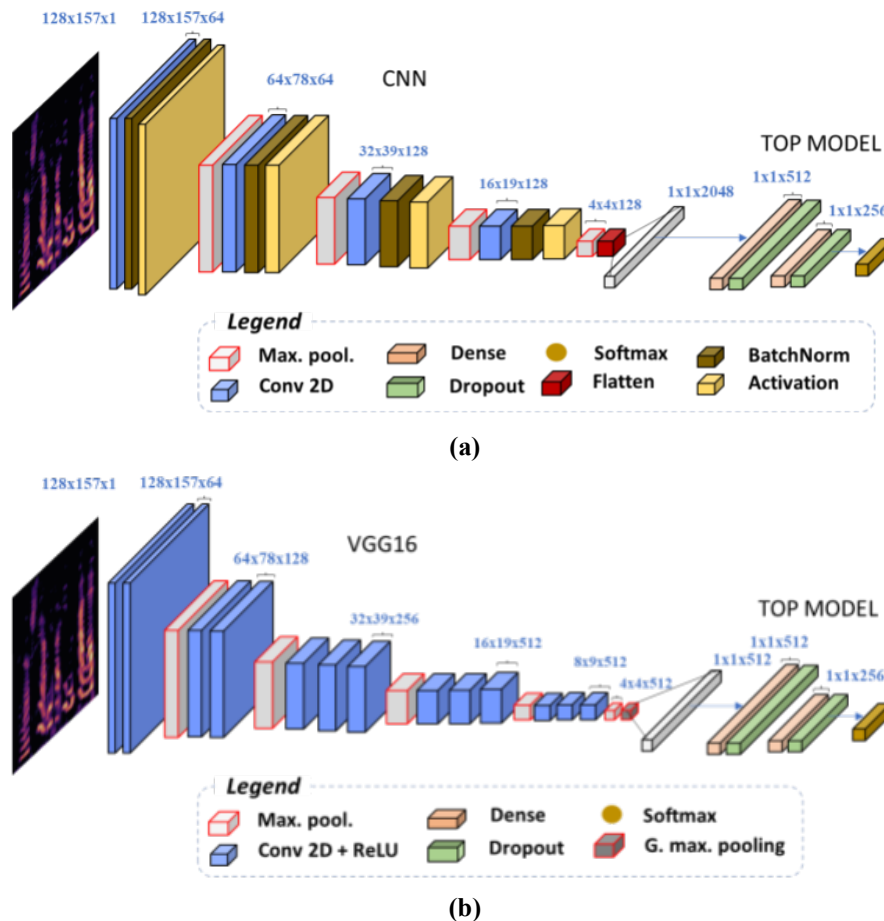 128x157x1
128x157x64
64x78x64
CNN
32x39x128
TOP MODEL
16x19x128
1x1x512
4x4x128
1x1x2048
1x1x256
Legend
Max. pool.
Dense
Softmax
BatchNorm
Conv 2D
Dropout
Flatten
Activation
(a)
128x157x1
128x157x64
VGG16
64x78x128
TOP MODEL
32x39x256
1x1x512
16x19x512
8x9x512
1x1x512
4x4x512
1x1x256
Legend
Max. pool.
Dense
Softmax
Conv 2D + ReLU
Dropout
G. max. pooling
(b)